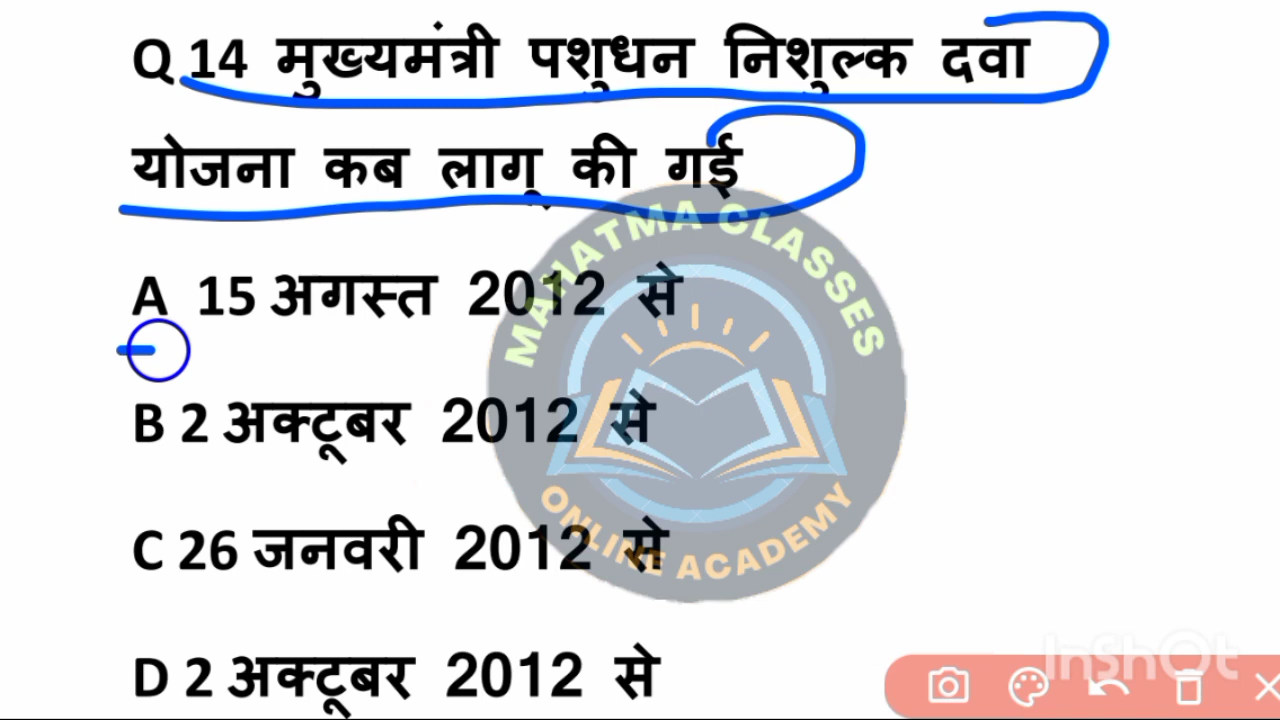 Q 14 मुख्यमंत्री पशुधन निशुल्क दवा
योजना कब लागू की गई
A 15 अगस्त 2012 से
B 2 अक्टूबर 2012 से
C 26 जनवरी 2012 से
D 2 अक्टूबर 2012 से
MAHATMA CLASSES
ONLINE ACADEMY
InShOt